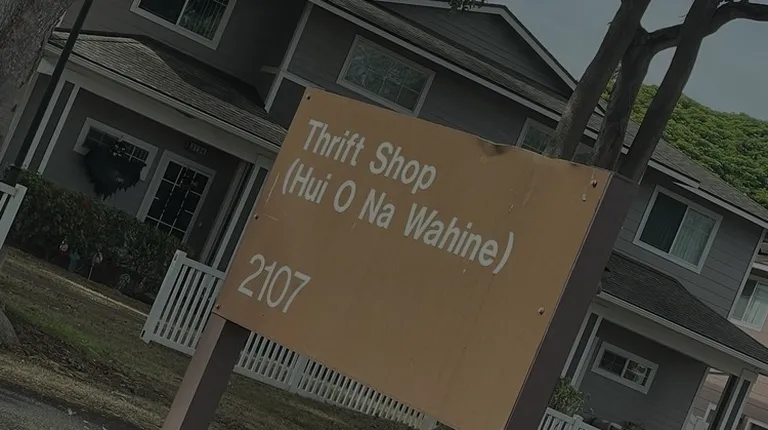 Thrift Shop
(Hui O Na Wahine)
2107